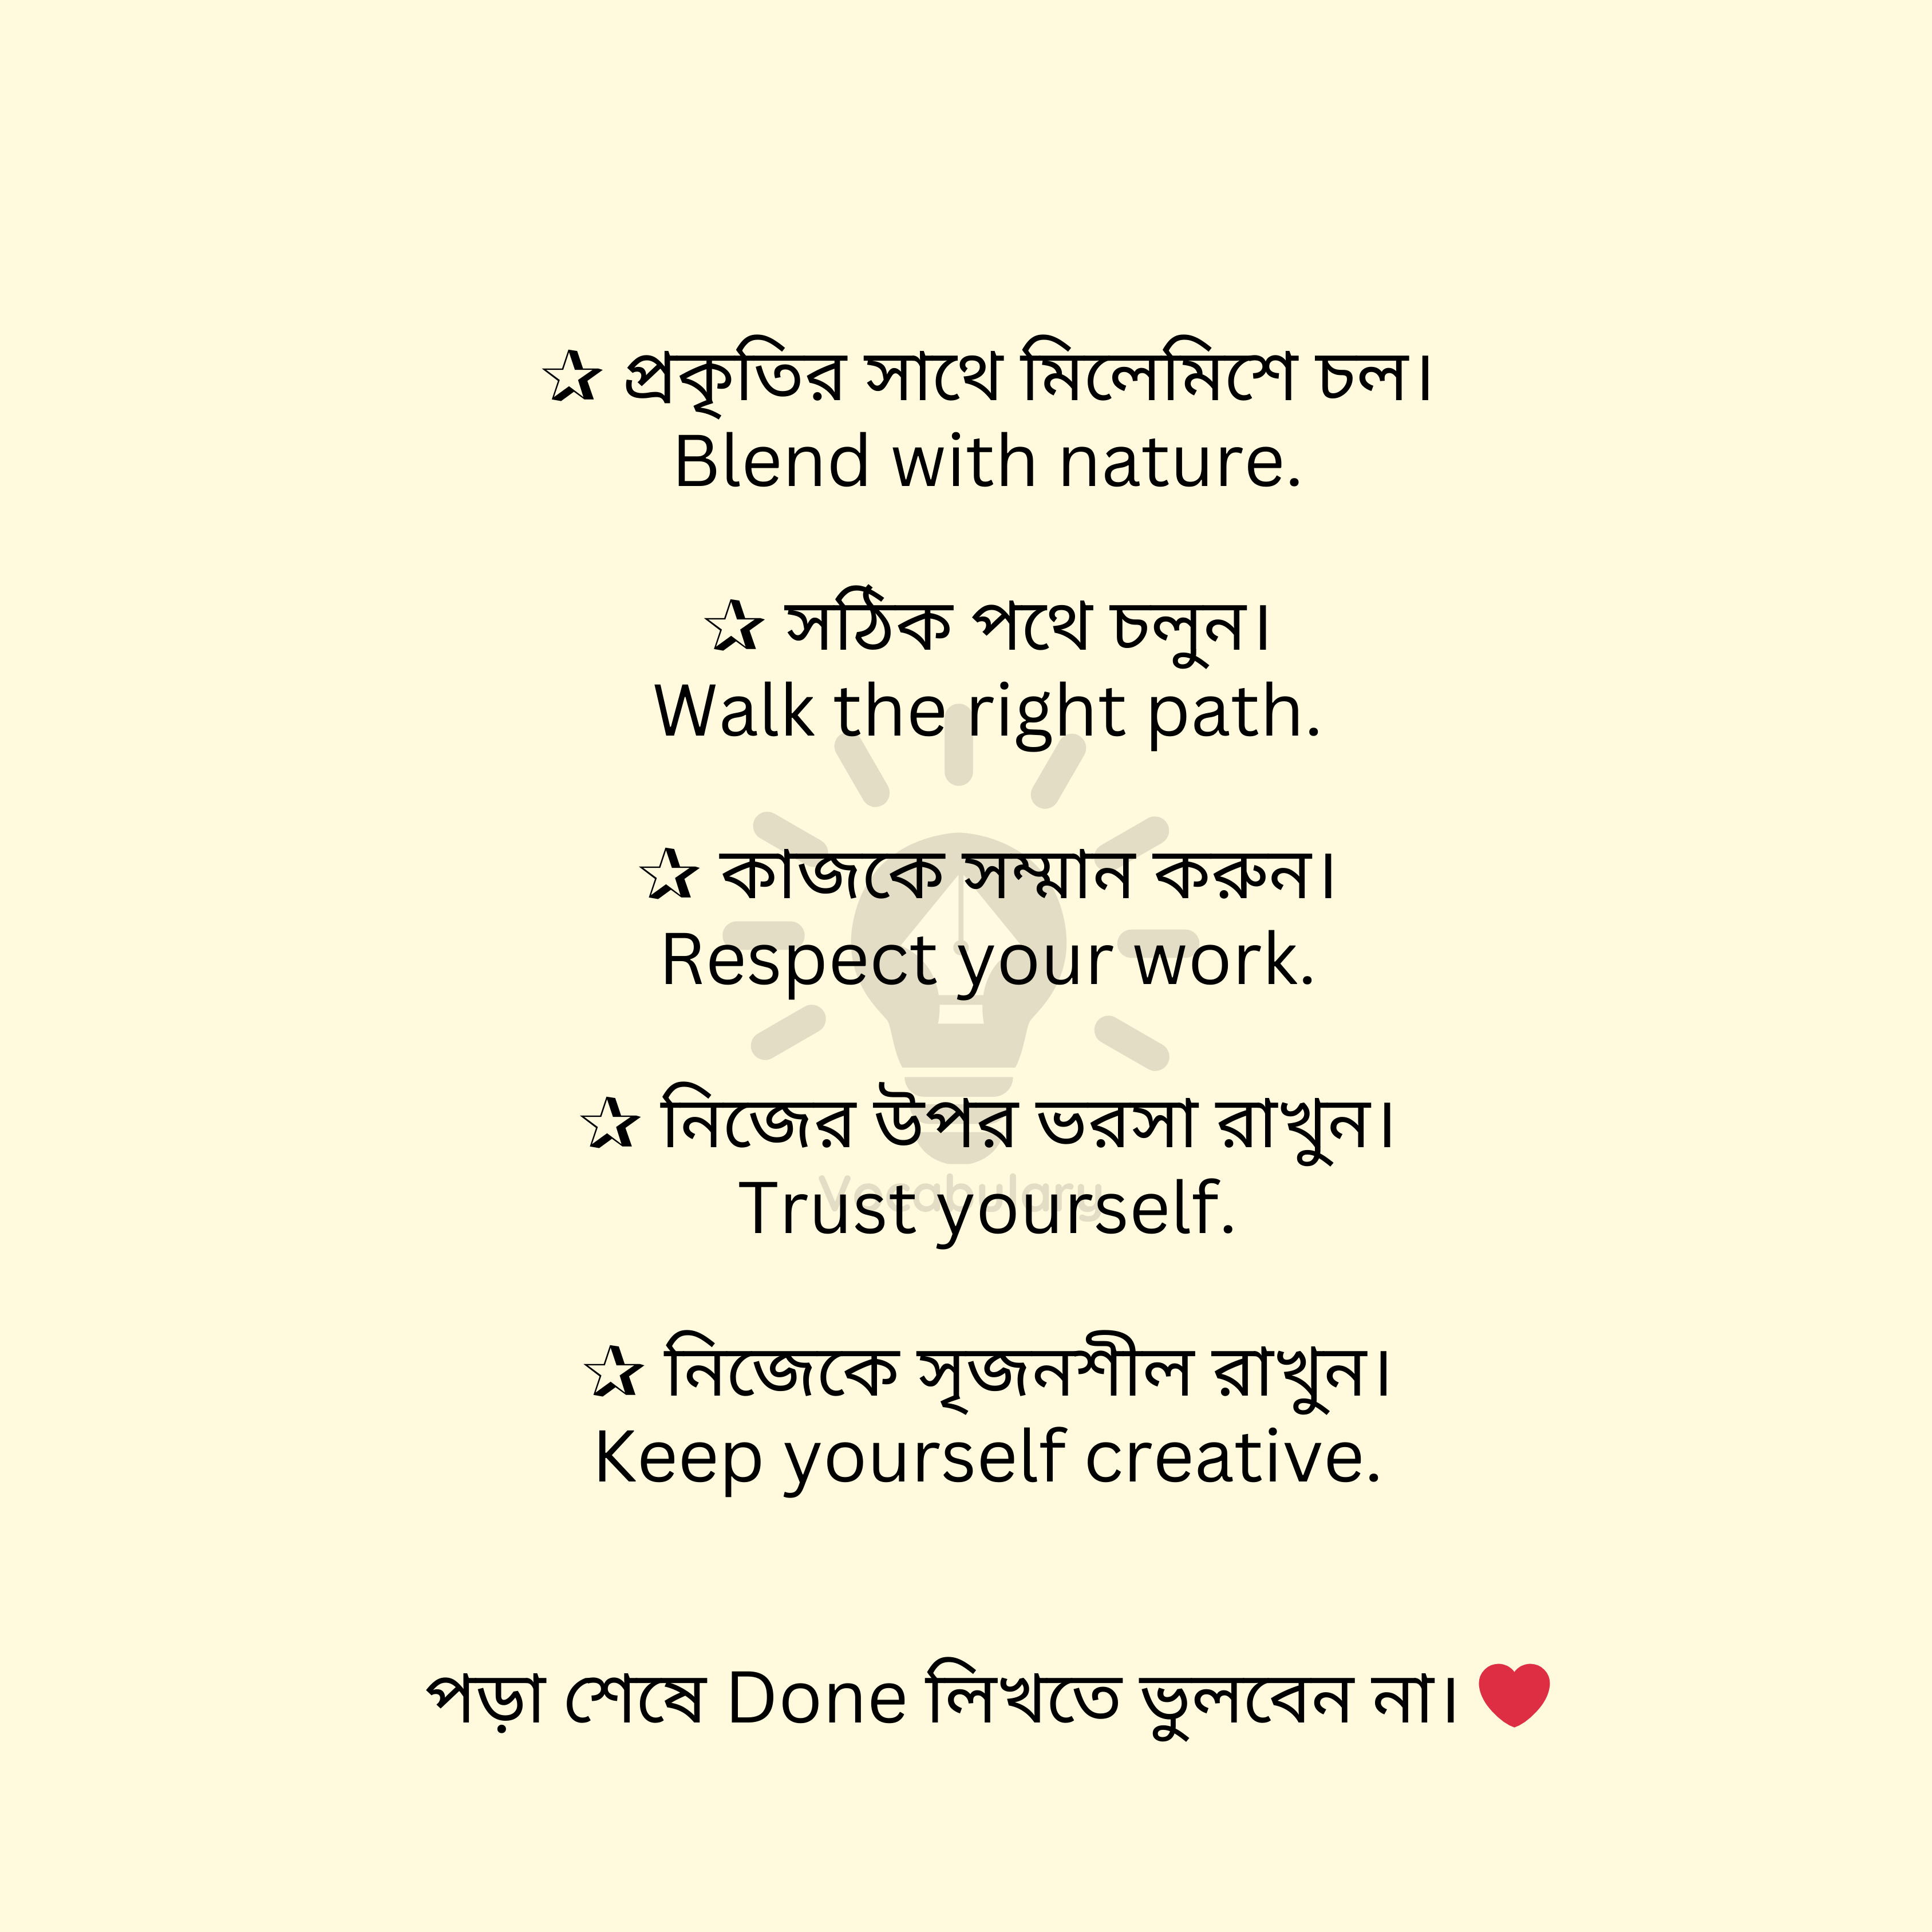 ✰ প্রকৃতির সাথে মিলেমিশে চল।
Blend with nature.
✰ সঠিক পথে চলুন।
Walk the right path.
✰ কাজকে সম্মান করুন।
Respect your work.
✰ নিজের উপর ভরসা রাখুন।
Vocabulary
Trust yourself.
✰ নিজেকে সৃজনশীল রাখুন।
Keep yourself creative.
পড়া শেষে Done লিখতে ভুলবেন না। ❤️